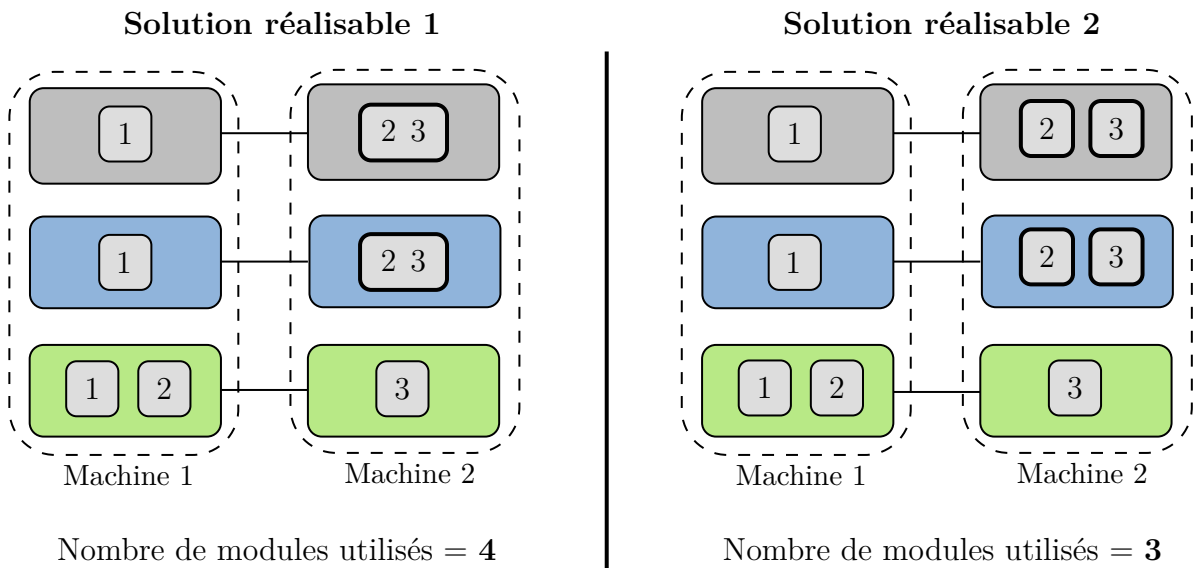 Solution réalisable 1
1
2 3
1
2 3
1 2
3
Machine 1
Machine 2
Nombre de modules utilisés = 4
Solution réalisable 2
1
2 3
1
2 3
1 2
3
Machine 1
Machine 2
Nombre de modules utilisés = 3